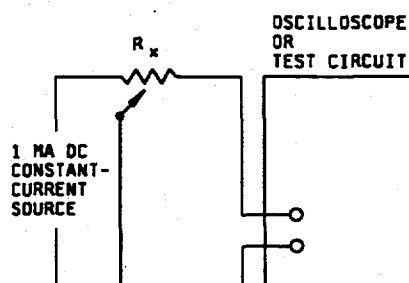 OSCILLOSCOPE
OR
TEST CIRCUIT
Rx
1 MA DC
CONSTANT-
CURRENT
SOURCE